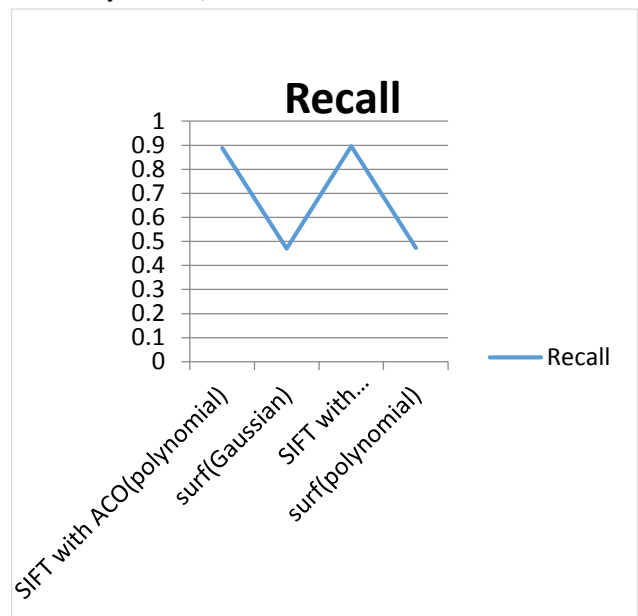 Recall
1
0.9
0.8
0.7
0.6
0.5
0.4
0.3
0.2
0.1
0
Recall
SIFT with ACO(polynomial)
surf(Gaussian)
SIFT with...
surf(polynomial)